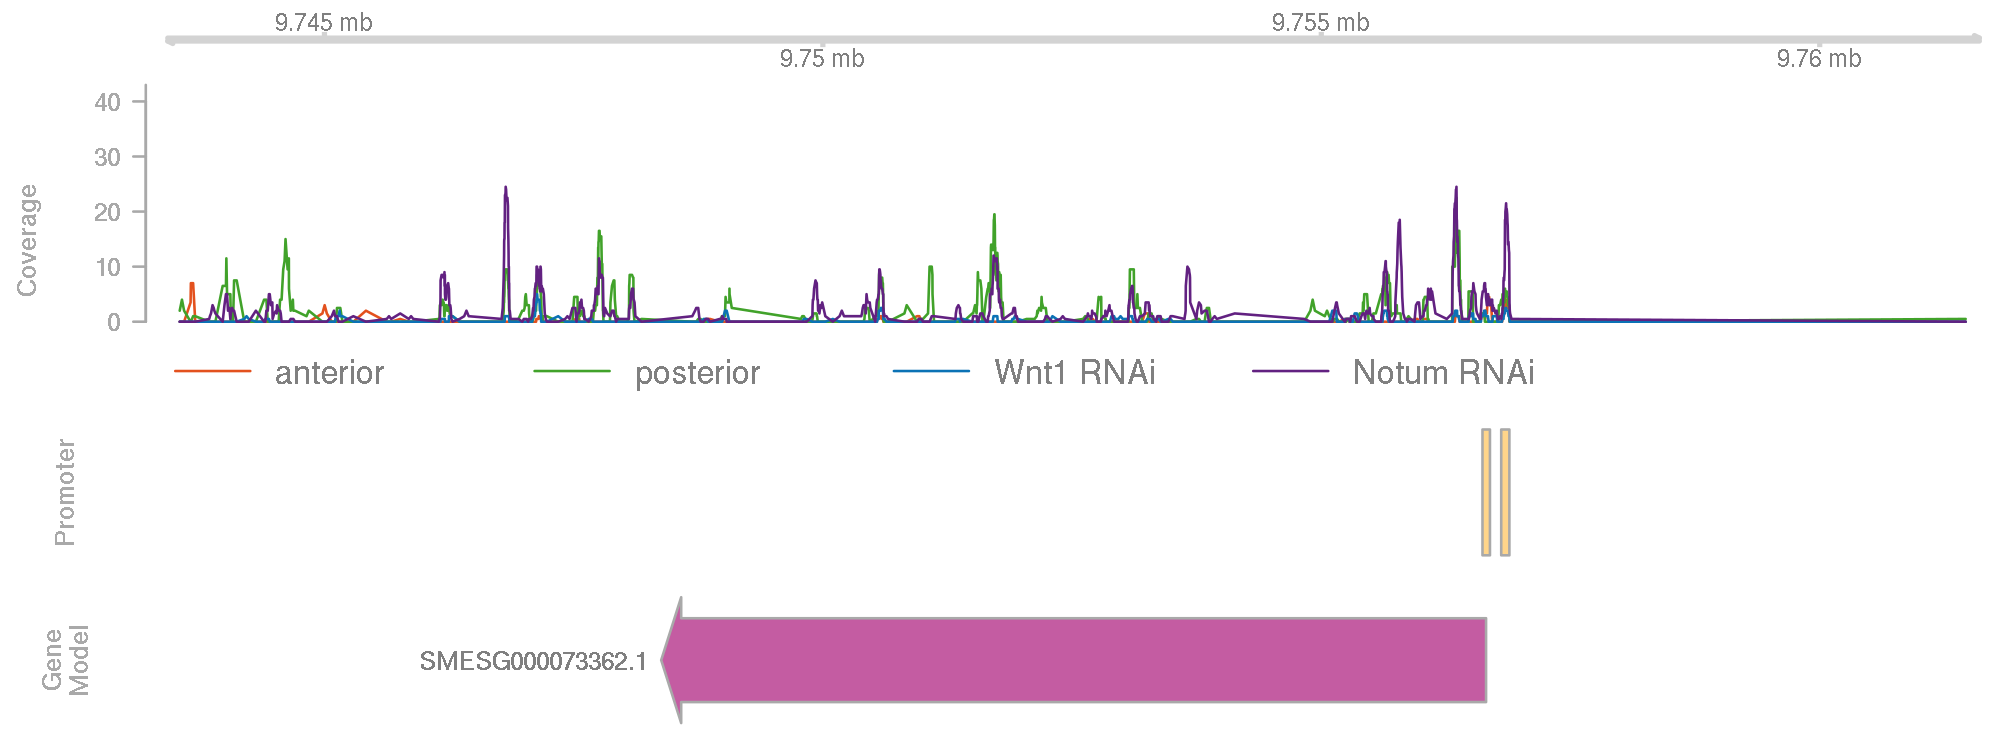 9.745 mb
9.755 mb
9.75 mb
9.76 mb
40
30
20
10
0
Coverage
anterior
posterior
Wnt1 RNAi
Notum RNAi
Promoter
Gene
Model
SMESG000073362.1